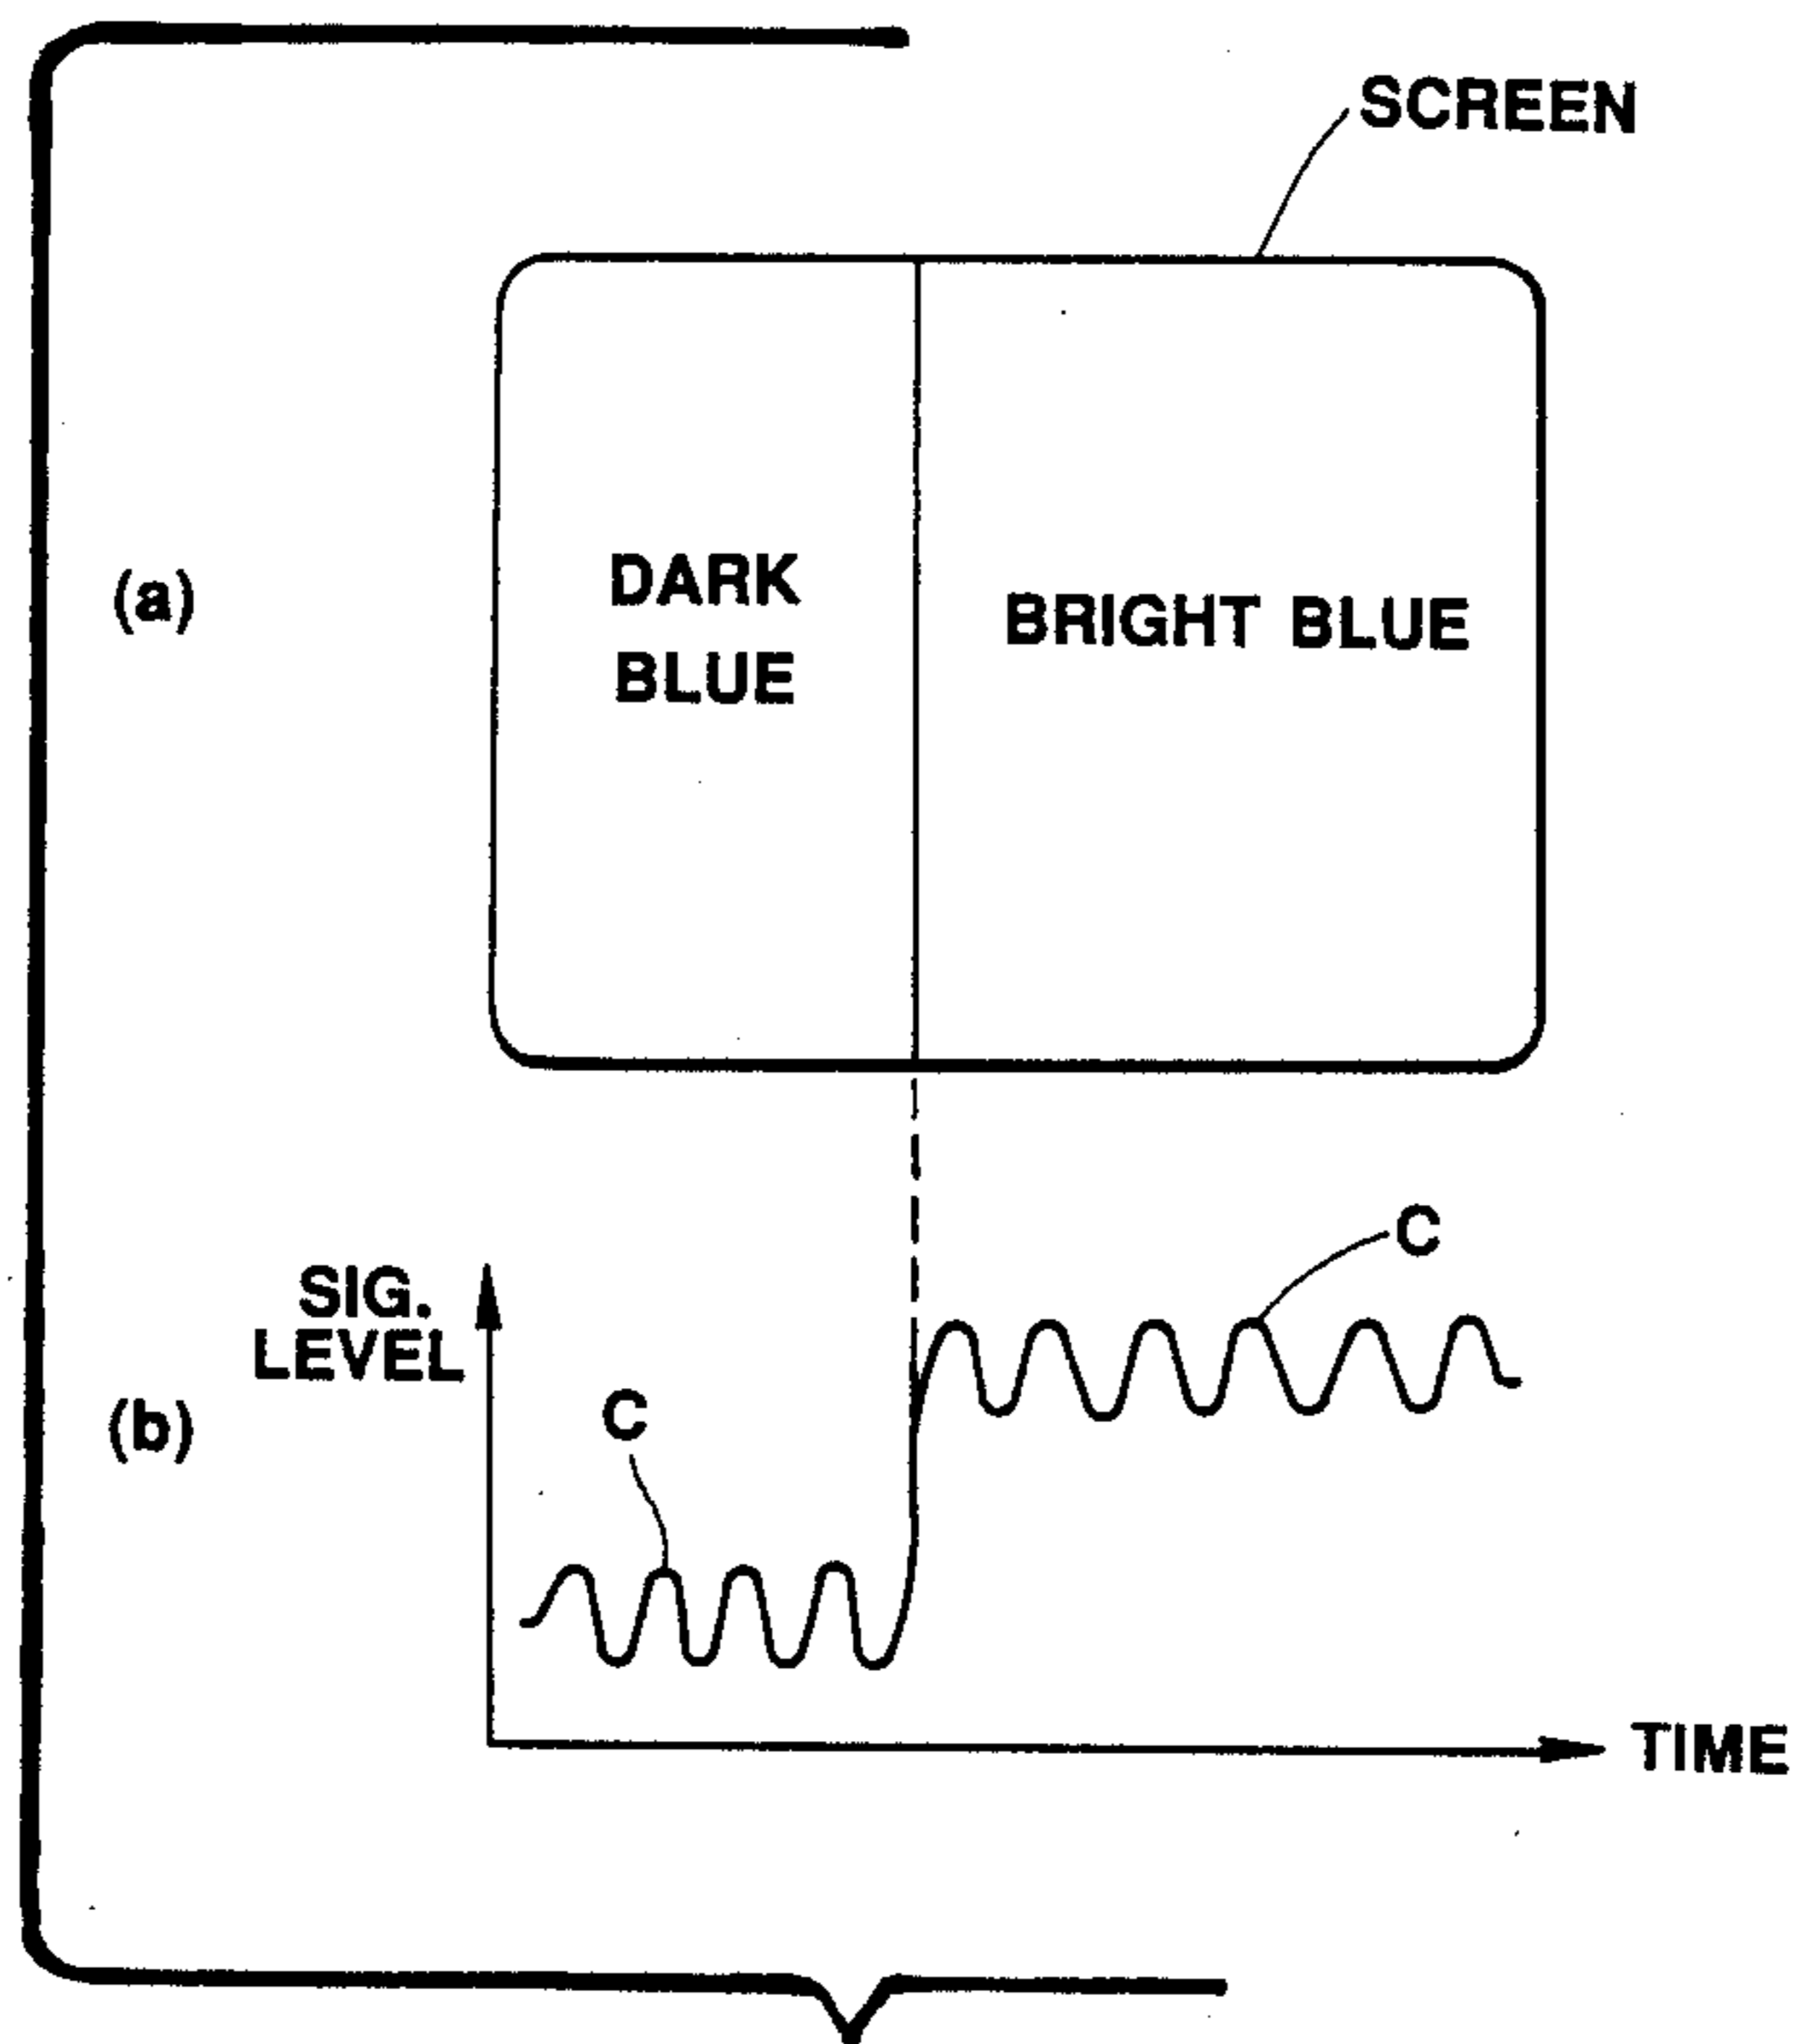 SCREEN
(a)
DARK
BLUE
BRIGHT BLUE
(b)
SIG.
LEVEL
C
C
TIME